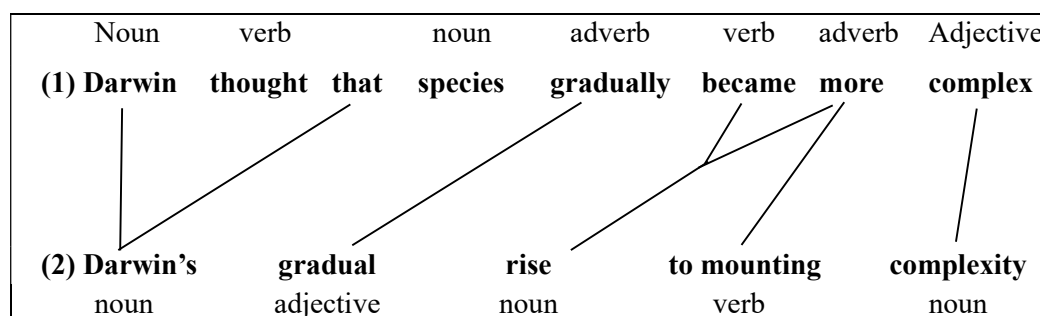 Noun verb noun adverb verb adverb Adjective
(1) Darwin thought that species gradually became more complex
(2) Darwin’s gradual rise to mounting complexity
noun adjective noun verb noun